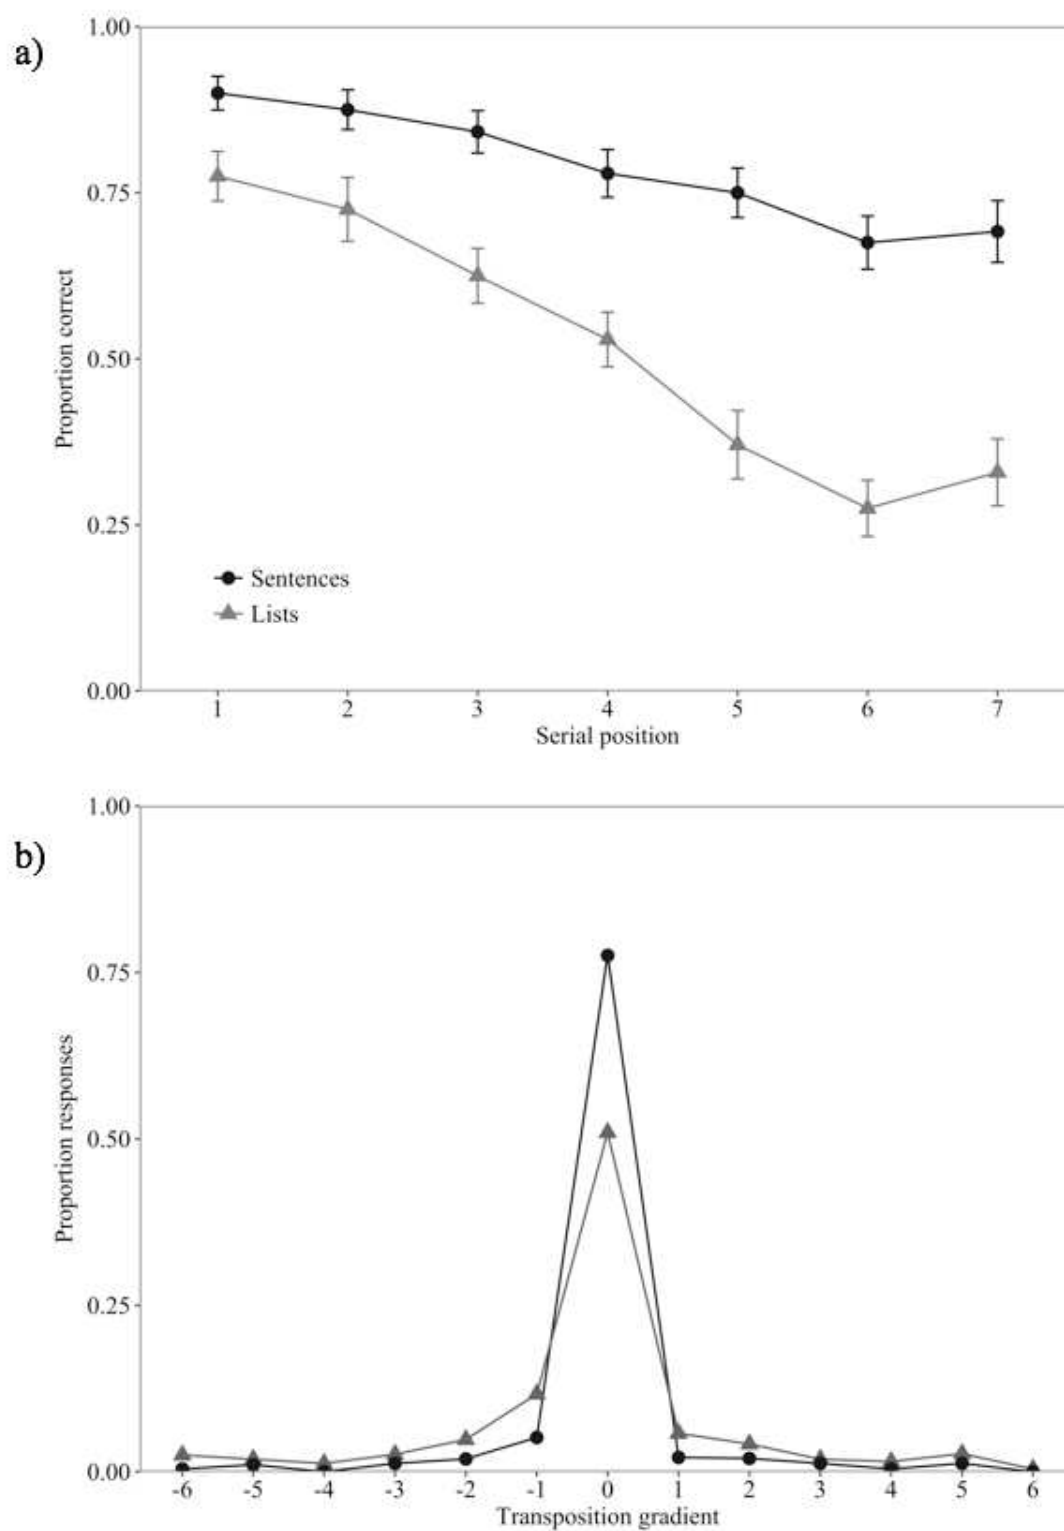 a)
1.00
0.75
0.50
0.25
0.00
Proportion correct
Sentences
Lists
1 2 3 4 5 6 7
Serial position
b)
1.00
0.75
0.50
0.25
0.00
Proportion responses
-6 -5 -4 -3 -2 -1 0 1 2 3 4 5 6
Transposition gradient